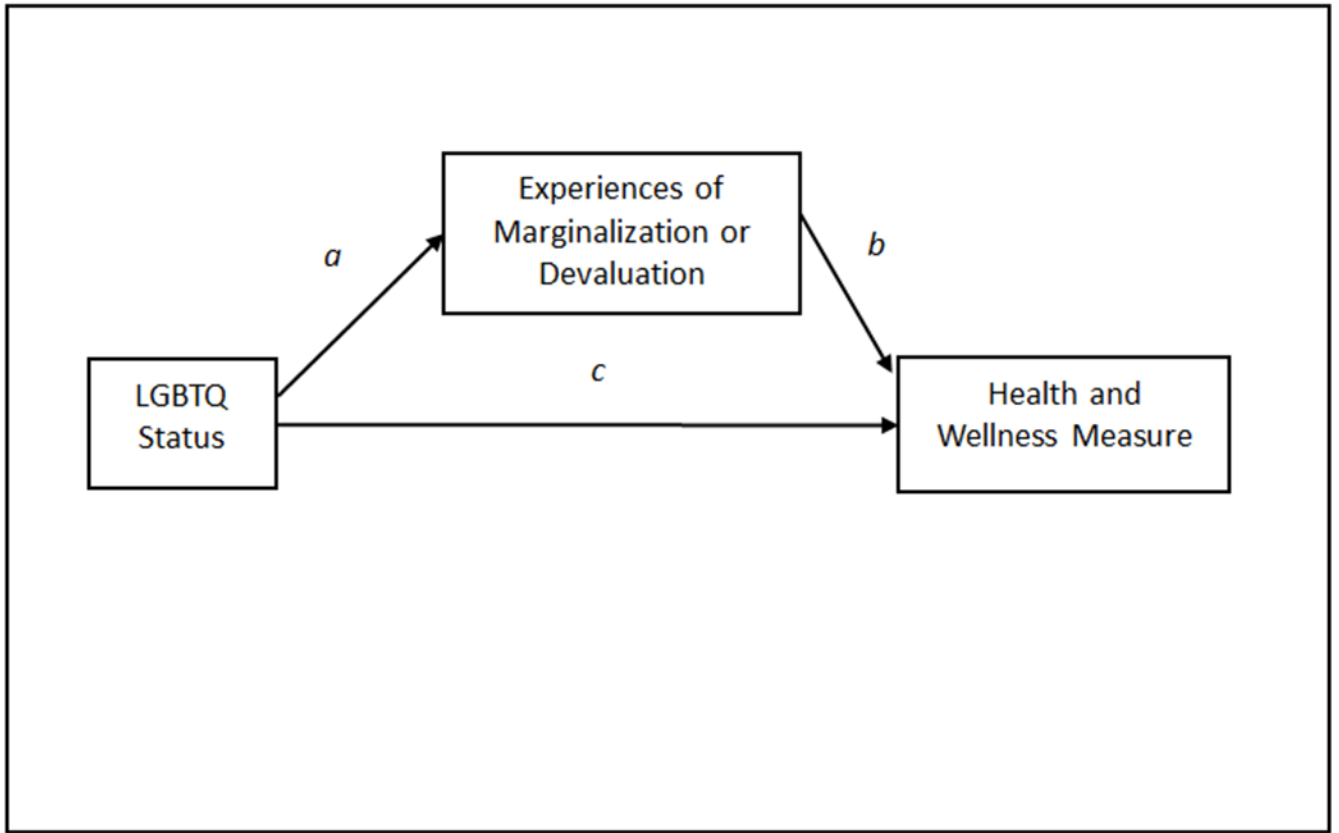 Experiences of
Marginalization or
Devaluation
a
b
c
LGBTQ
Status
Health and
Wellness Measure